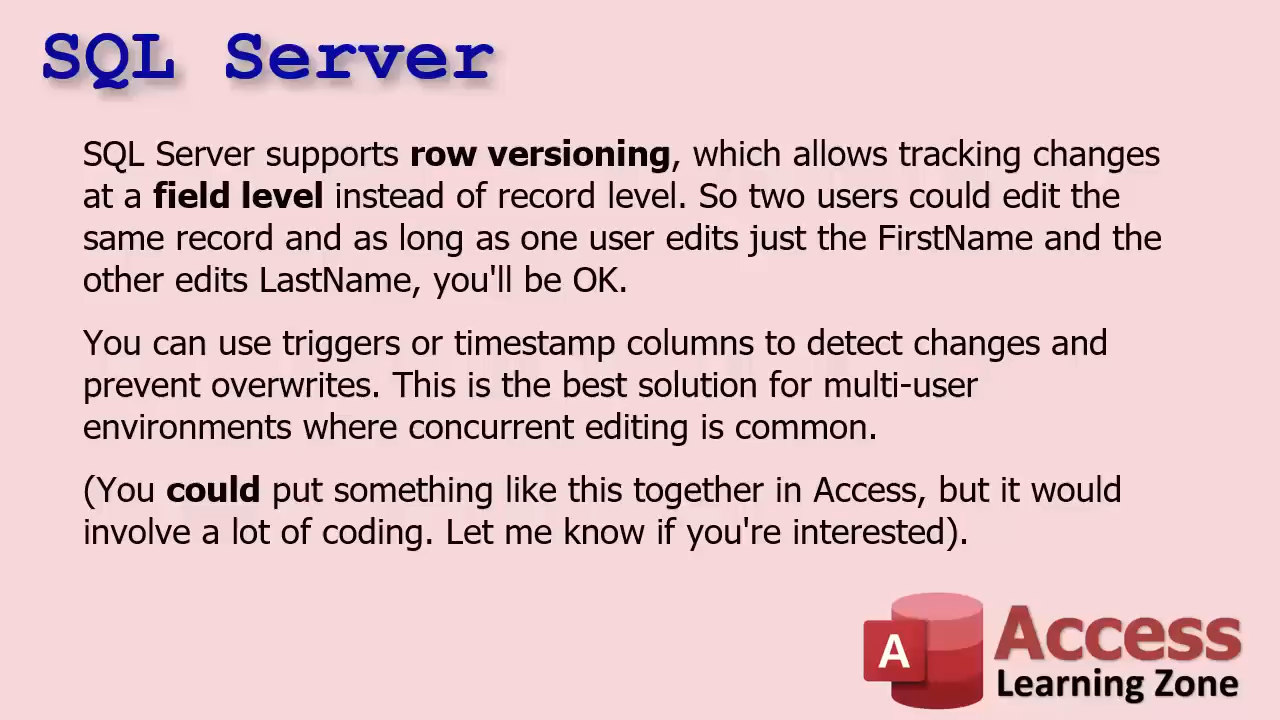 SQL Server
SQL Server supports row versioning, which allows tracking changes
at a field level instead of record level. So two users could edit the
same record and as long as one user edits just the FirstName and the
other edits LastName, you'll be OK.
You can use triggers or timestamp columns to detect changes and
prevent overwrites. This is the best solution for multi-user
environments where concurrent editing is common.
(You could put something like this together in Access, but it would
involve a lot of coding. Let me know if you're interested).
A
Access
Learning Zone